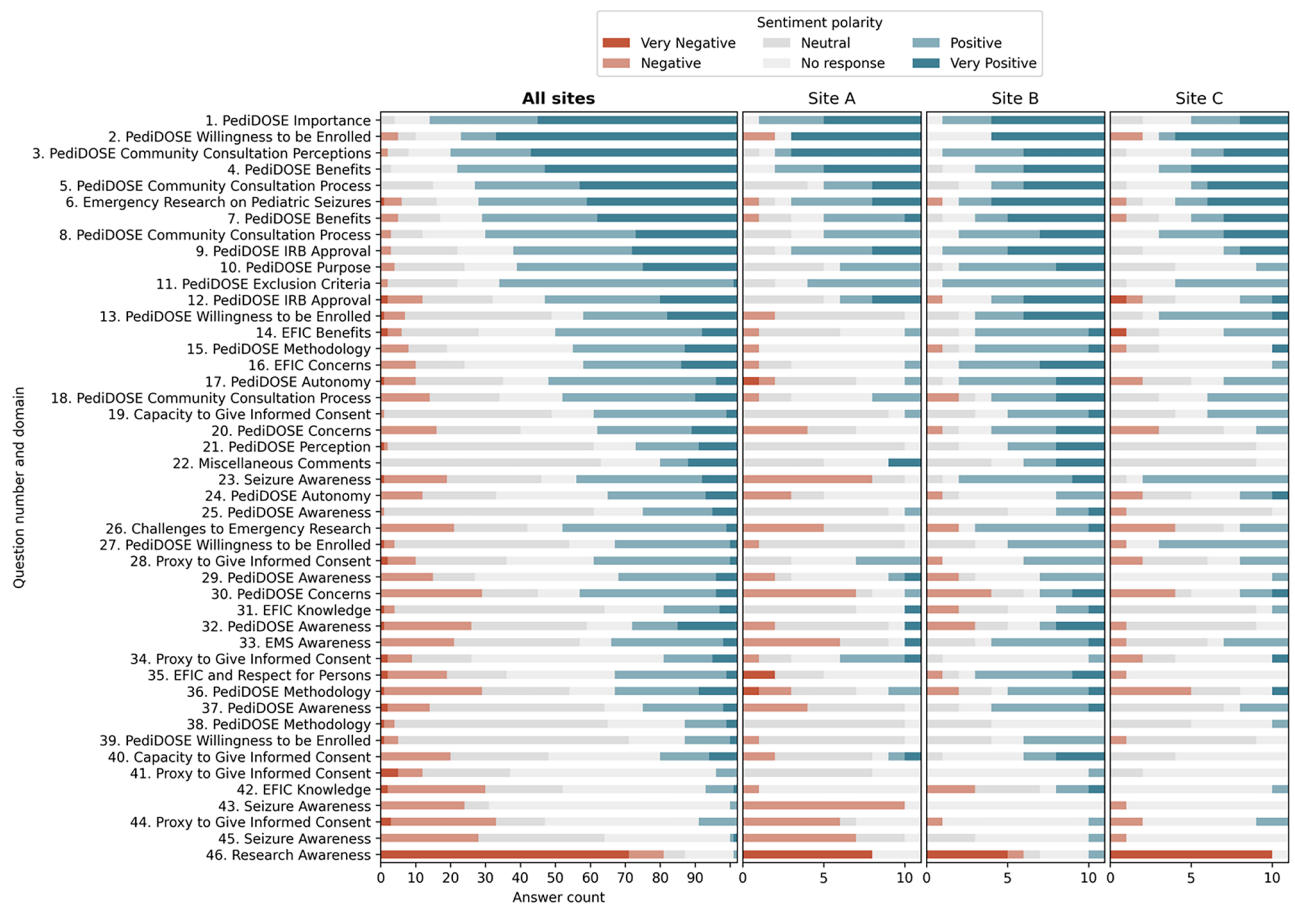 Sentiment polarity
Very Negative Neutral Positive
Negative No response Very Positive
All sites Site A Site B Site C
1. PediDOSE Importance
2. PediDOSE Willingness to be Enrolled
3. PediDOSE Community Consultation Perceptions
4. PediDOSE Benefits
5. PediDOSE Community Consultation Process
6. Emergency Research on Pediatric Seizures
7. PediDOSE Benefits
8. PediDOSE Community Consultation Process
9. PediDOSE IRB Approval
10. PediDOSE Purpose
11. PediDOSE Exclusion Criteria
12. PediDOSE IRB Approval
13. PediDOSE Willingness to be Enrolled
14. EFIC Benefits
15. PediDOSE Methodology
16. EFIC Concerns
17. PediDOSE Autonomy
18. PediDOSE Community Consultation Process
19. Capacity to Give Informed Consent
20. PediDOSE Concerns
21. PediDOSE Perception
22. Miscellaneous Comments
23. Seizure Awareness
24. PediDOSE Autonomy
25. PediDOSE Awareness
26. Challenges to Emergency Research
27. PediDOSE Willingness to be Enrolled
28. Proxy to Give Informed Consent
29. PediDOSE Awareness
30. PediDOSE Concerns
31. EFIC Knowledge
32. PediDOSE Awareness
33. EMS Awareness
34. Proxy to Give Informed Consent
35. EFIC and Respect for Persons
36. PediDOSE Methodology
37. PediDOSE Awareness
38. PediDOSE Methodology
39. PediDOSE Willingness to be Enrolled
40. Capacity to Give Informed Consent
41. Proxy to Give Informed Consent
42. EFIC Knowledge
43. Seizure Awareness
44. Proxy to Give Informed Consent
45. Seizure Awareness
46. Research Awareness
Question number and domain
0 10 20 30 40 50 60 70 80 90 100 0 5 10 0 5 10 0 5 10
Answer count